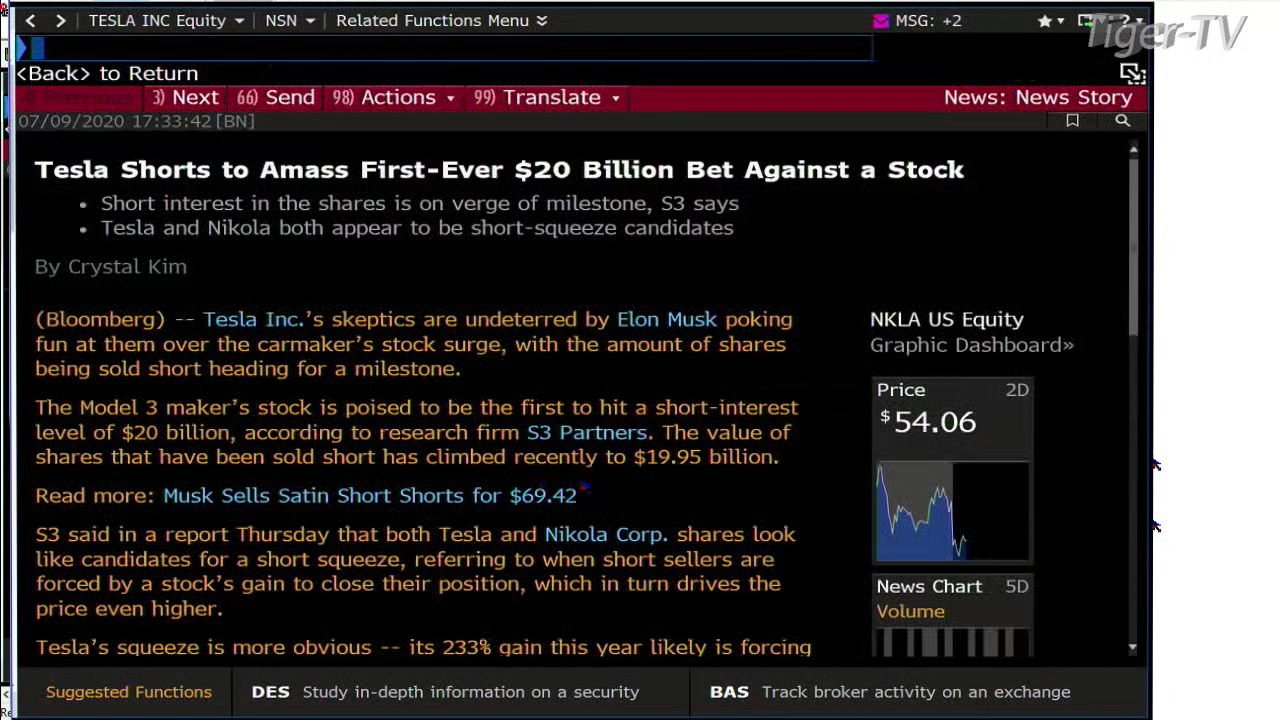 Tiger-TV
TESLA INC Equity NSN Related Functions Menu MSG: +2 ?
<Back> to Return
3) Next 66) Send 98) Actions 99) Translate News: News Story
07/09/2020 17:33:42 [BN]
Tesla Shorts to Amass First-Ever $20 Billion Bet Against a Stock
• Short interest in the shares is on verge of milestone, S3 says
• Tesla and Nikola both appear to be short-squeeze candidates
By Crystal Kim
(Bloomberg) -- Tesla Inc.'s skeptics are undeterred by Elon Musk poking
fun at them over the carmaker's stock surge, with the amount of shares
being sold short heading for a milestone.
The Model 3 maker's stock is poised to be the first to hit a short-interest
level of $20 billion, according to research firm S3 Partners. The value of
shares that have been sold short has climbed recently to $19.95 billion.
Read more: Musk Sells Satin Short Shorts for $69.42
S3 said in a report Thursday that both Tesla and Nikola Corp. shares look
like candidates for a short squeeze, referring to when short sellers are
forced by a stock's gain to close their position, which in turn drives the
price even higher.
Tesla's squeeze is more obvious -- its 233% gain this year likely is forcing
NKLA US Equity
Graphic Dashboard»
Price 2D
$54.06
News Chart 5D
Volume
Suggested Functions DES Study in-depth information on a security BAS Track broker activity on an exchange